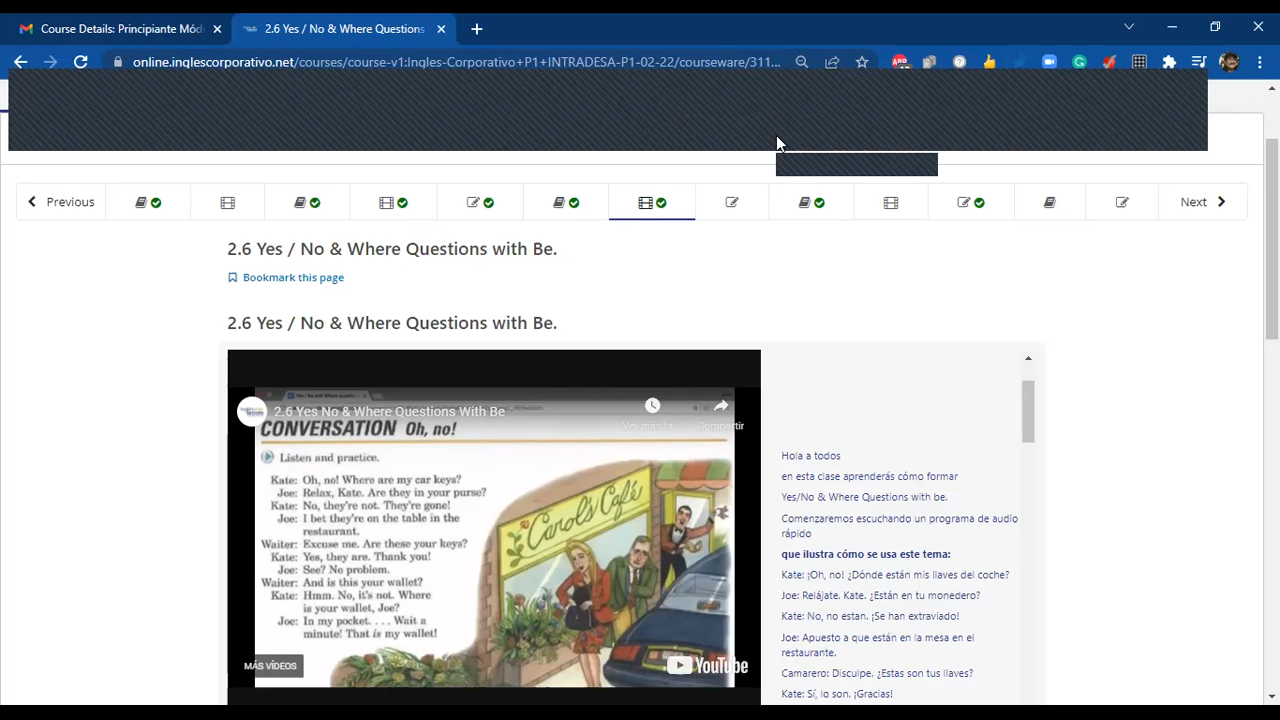 Course Details: Principiante Mód
2.6 Yes / No & Where Questions
online.inglescorporativo.net/courses/course-v1:Ingles-Corporativo+P1+INTRADESA-P1-02-22/courseware/311...
Previous
Next
2.6 Yes / No & Where Questions with Be.
Bookmark this page
2.6 Yes / No & Where Questions with Be.
2.6 Yes No & Where Questions With Be
Ver más ta
Compartir
CONVERSATION Oh, no!
Listen and practice.
Kate: Oh, no! Where are my car keys?
Joe: Relax, Kate. Are they in your purse?
Kate: No, they're not. They're gone!
Joe: I bet they're on the table in the
restaurant.
Waiter: Excuse me. Are these your keys?
Kate: Yes, they are. Thank you!
Joe: See? No problem.
Waiter: And is this your wallet?
Kate: Hmm. No, it's not. Where
is your wallet, Joe?
Joe: In my pocket. . . . Wait a
minute! That is my wallet!
Carol's Café
MÁS VÍDEOS
YouTube
Hola a todos
en esta clase aprenderás cómo formar
Yes/No & Where Questions with be.
Comenzaremos escuchando un programa de audio
rápido
que ilustra cómo se usa este tema:
Kate: ¡Oh, no! ¿Dónde están mis llaves del coche?
Joe: Relájate. Kate. ¿Están en tu monedero?
Kate: No, no estan. ¡Se han extraviado!
Joe: Apuesto a que están en la mesa en el
restaurante.
Camarero: Disculpe. ¿Estas son tus llaves?
Kate: Sí, lo son. ¡Gracias!